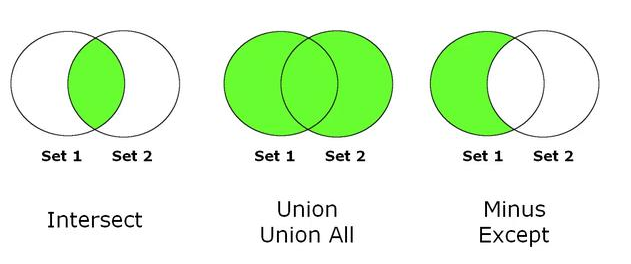 Set 1 Set 2
Set 1 Set 2
Set 1 Set 2
Intersect
Union
Union All
Minus
Except